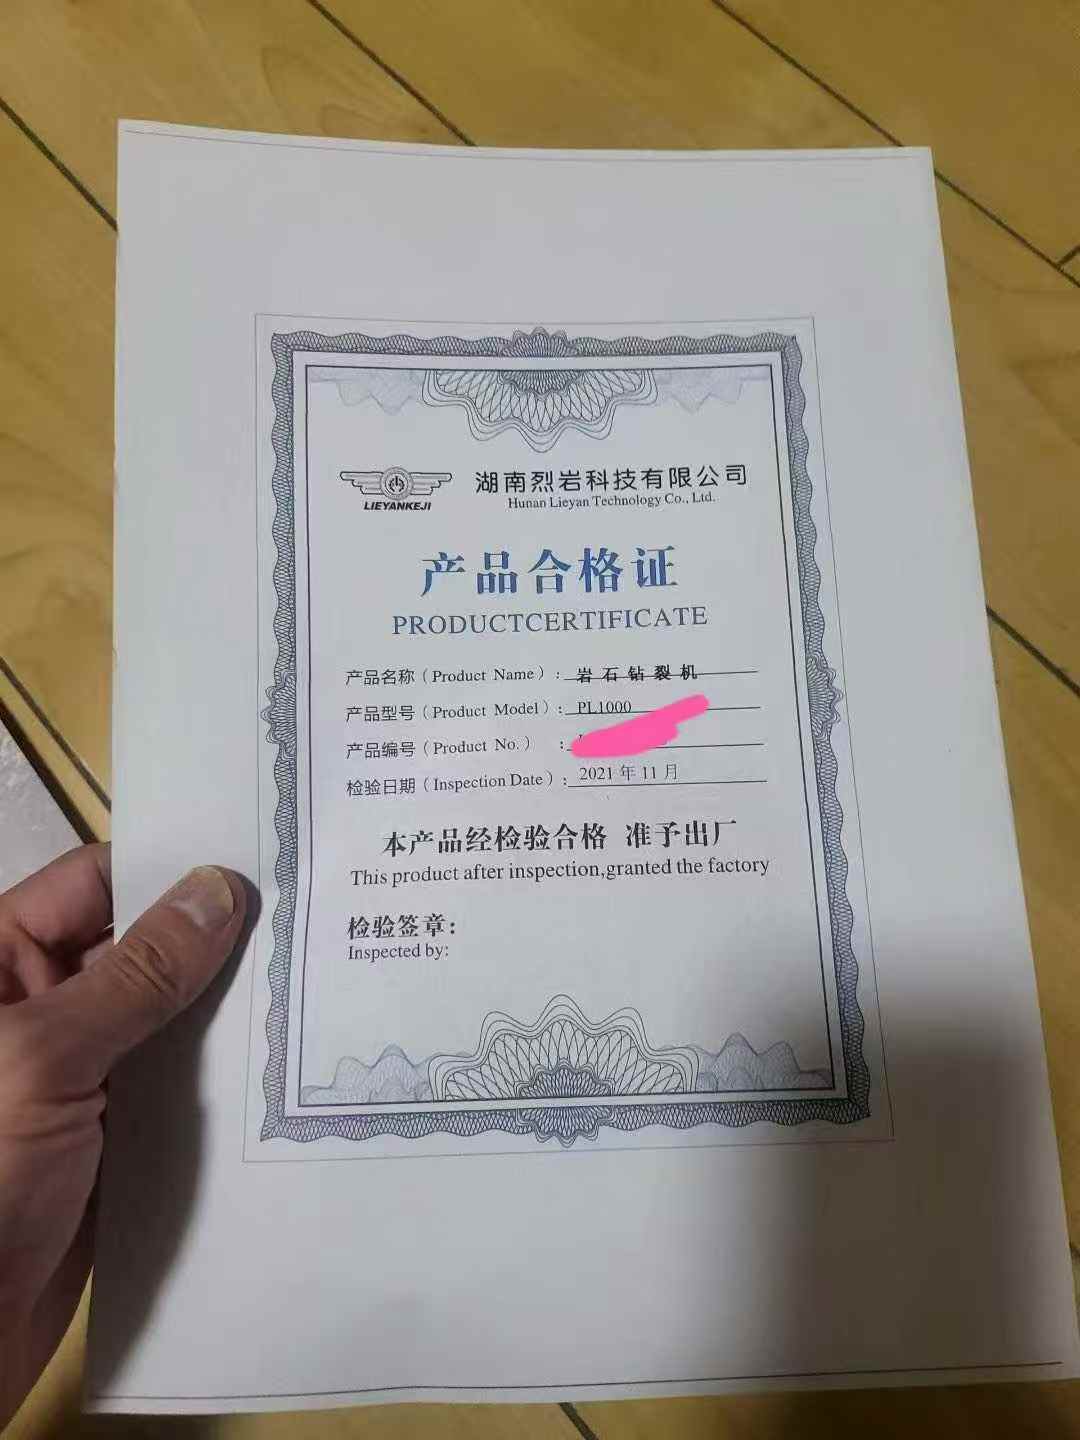 LIEYANKEJI
湖南烈岩科技有限公司
Hunan Lieyan Technology Co., Ltd.
产品合格证
PRODUCTCERTIFICATE
产品名称（Product Name）: 岩石钻裂机
产品型号（Product Model）: PL1000
产品编号（Product No.） :
检验日期（Inspection Date）: 2021 年 11 月
本产品经检验合格 准予出厂
This product after inspection,granted the factory
检验签章:
Inspected by: